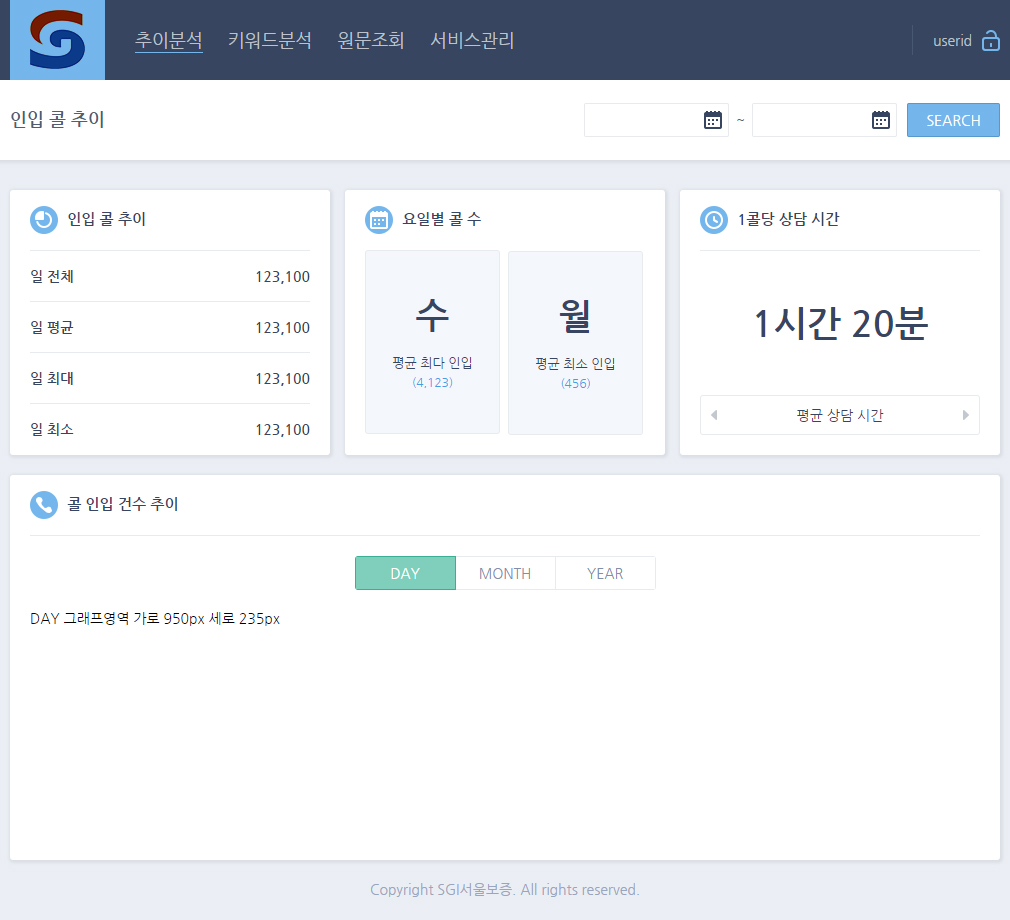 추이분석 키워드분석 원문조회 서비스관리 userid
인입 콜 추이 ~ SEARCH
인입 콜 추이
일 전체 123,100
일 평균 123,100
일 최대 123,100
일 최소 123,100
요일별 콜 수
수
평균 최다 인입
(4,123)
월
평균 최소 인입
(456)
1콜당 상담 시간
1시간 20분
평균 상담 시간
콜 인입 건수 추이
DAY MONTH YEAR
DAY 그래프영역 가로 950px 세로 235px
Copyright SGI서울보증. All rights reserved.